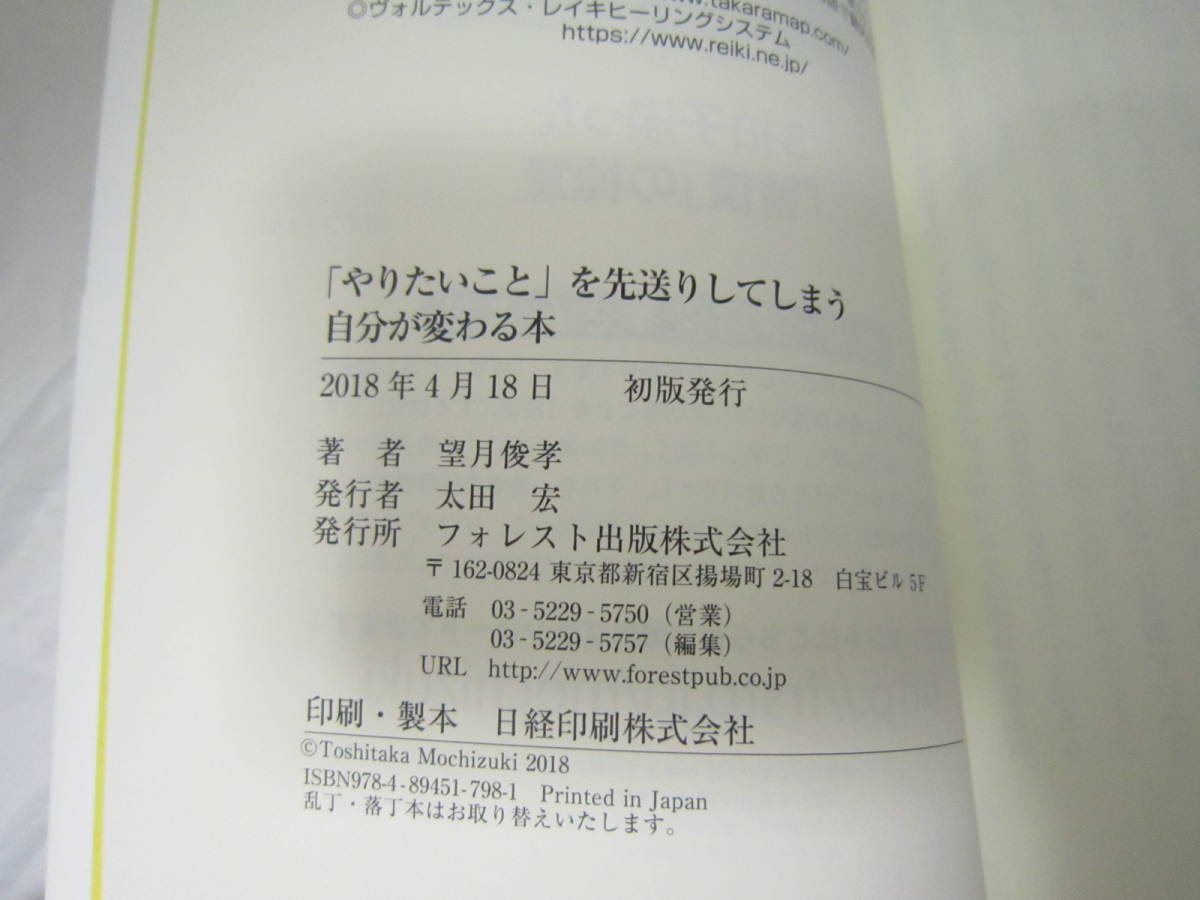 www.takaramap.com/
◎ヴォルテックス・レイキヒーリングシステム
https://www.reiki.ne.jp/
「やりたいこと」を先送りしてしまう
自分が変わる本
2018年4月18日　初版発行
著　者　望月俊孝
発行者　太田　宏
発行所　フォレスト出版株式会社
〒162-0824 東京都新宿区揚場町2-18　白宝ビル5F
電話　03-5229-5750（営業）
03-5229-5757（編集）
URL　http://www.forestpub.co.jp
印刷・製本　日経印刷株式会社
©Toshitaka Mochizuki 2018
ISBN978-4-89451-798-1　Printed in Japan
乱丁・落丁本はお取り替えいたします。